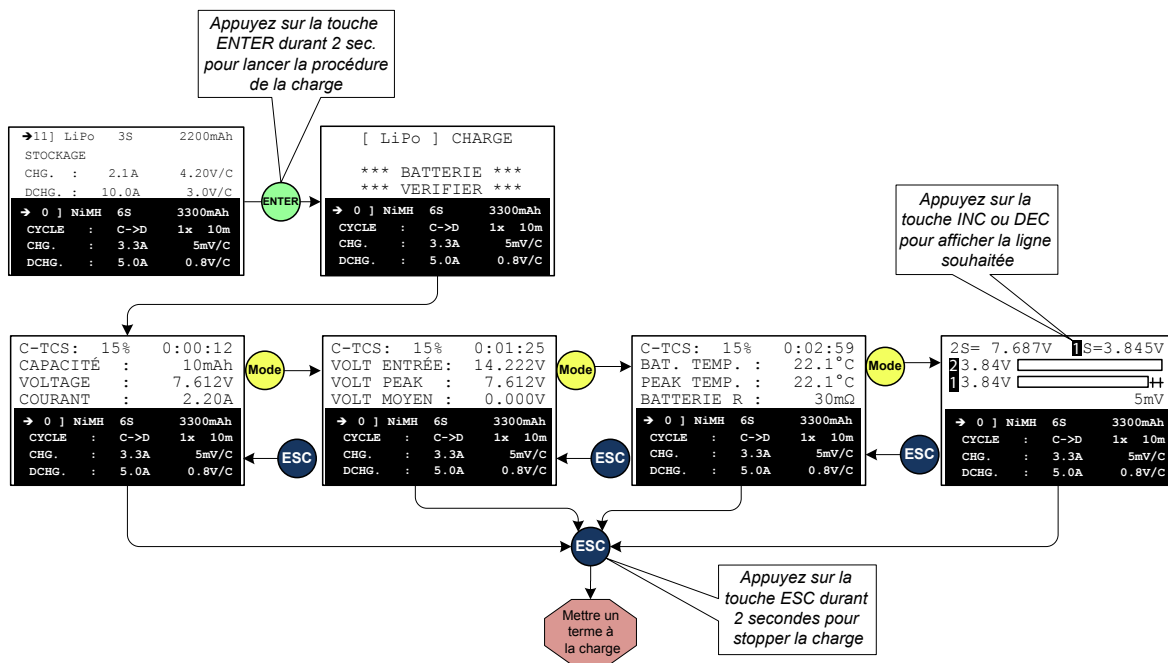 Appuyez sur la touche
ENTER durant 2 sec.
pour lancer la procédure
de la charge
➔11] LiPo 3S 2200mAh
STOCKAGE
CHG. : 2.1A 4.20V/C
DCHG. : 10.0A 3.0V/C
➔ 0 ] NiMH 6S 3300mAh
CYCLE : C->D 1x 10m
CHG. : 3.3A 5mV/C
DCHG. : 5.0A 0.8V/C
ENTER
[ LiPo ] CHARGE
*** BATTERIE ***
*** VERIFIER ***
➔ 0 ] NiMH 6S 3300mAh
CYCLE : C->D 1x 10m
CHG. : 3.3A 5mV/C
DCHG. : 5.0A 0.8V/C
Appuyez sur la
touche INC ou DEC
pour afficher la ligne
souhaitée
C-TCS: 15% 0:00:12
CAPACITÉ : 10mAh
VOLTAGE : 7.612V
COURANT : 2.20A
➔ 0 ] NiMH 6S 3300mAh
CYCLE : C->D 1x 10m
CHG. : 3.3A 5mV/C
DCHG. : 5.0A 0.8V/C
Mode
ESC
C-TCS: 15% 0:01:25
VOLT ENTRÉE: 14.222V
VOLT PEAK : 7.612V
VOLT MOYEN : 0.000V
➔ 0 ] NiMH 6S 3300mAh
CYCLE : C->D 1x 10m
CHG. : 3.3A 5mV/C
DCHG. : 5.0A 0.8V/C
Mode
ESC
C-TCS: 15% 0:02:59
BAT. TEMP. : 22.1°C
PEAK TEMP. : 22.1°C
BATTERIE R : 30mΩ
➔ 0 ] NiMH 6S 3300mAh
CYCLE : C->D 1x 10m
CHG. : 3.3A 5mV/C
DCHG. : 5.0A 0.8V/C
Mode
ESC
2S= 7.687V 1S=3.845V
2 3.84V
1 3.84V
5mV
➔ 0 ] NiMH 6S 3300mAh
CYCLE : C->D 1x 10m
CHG. : 3.3A 5mV/C
DCHG. : 5.0A 0.8V/C
ESC
Appuyez sur la
touche ESC durant
2 secondes pour
stopper la charge
Mettre un
terme à
la charge